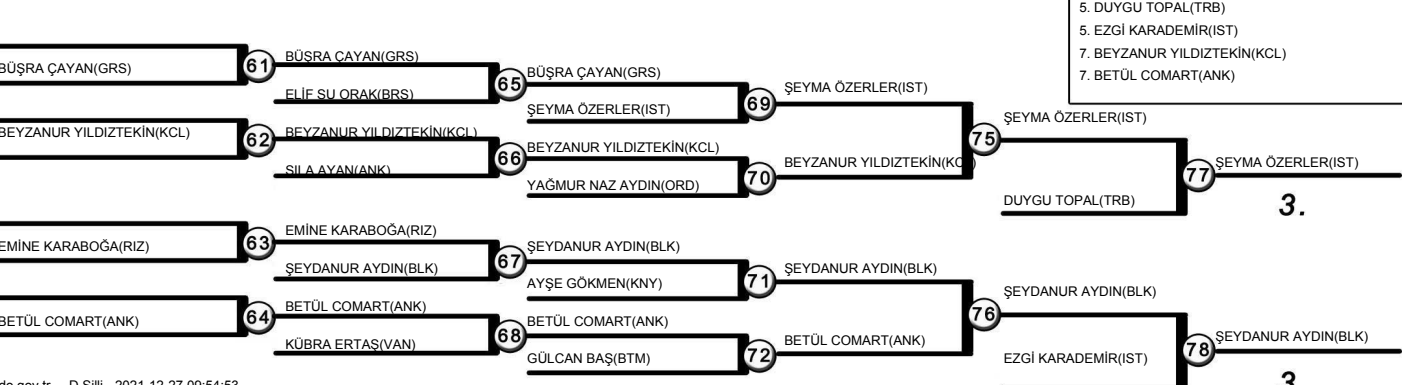 5. DUYGU TOPAL(TRB)
5. EZGİ KARADEMİR(IST)
7. BEYZANUR YILDIZTEKİN(KCL)
7. BETÜL COMART(ANK)
BÜŞRA ÇAYAN(GRS)
61
BÜŞRA ÇAYAN(GRS)
ELİF SU ORAK(BRS)
65
BÜŞRA ÇAYAN(GRS)
ŞEYMA ÖZERLER(IST)
69
ŞEYMA ÖZERLER(IST)
BEYZANUR YILDIZTEKİN(KCL)
62
BEYZANUR YILDIZTEKİN(KCL)
SILA AYAN(ANK)
66
BEYZANUR YILDIZTEKİN(KCL)
YAĞMUR NAZ AYDIN(ORD)
70
BEYZANUR YILDIZTEKİN(KCL)
75
ŞEYMA ÖZERLER(IST)
DUYGU TOPAL(TRB)
77
ŞEYMA ÖZERLER(IST)
3.
EMİNE KARABOĞA(RIZ)
63
EMİNE KARABOĞA(RIZ)
ŞEYDANUR AYDIN(BLK)
67
ŞEYDANUR AYDIN(BLK)
AYŞE GÖKMEN(KNY)
71
ŞEYDANUR AYDIN(BLK)
BETÜL COMART(ANK)
64
BETÜL COMART(ANK)
KÜBRA ERTAŞ(VAN)
68
BETÜL COMART(ANK)
GÜLCAN BAŞ(BTM)
72
BETÜL COMART(ANK)
76
ŞEYDANUR AYDIN(BLK)
EZGİ KARADEMİR(IST)
78
ŞEYDANUR AYDIN(BLK)
3